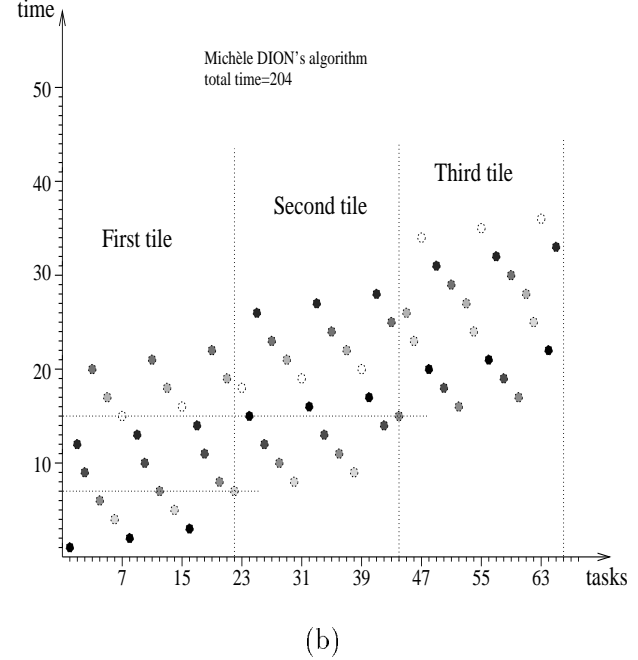 time
Michèle DION's algorithm
total time=204
50
Third tile
40
Second tile
First tile
30
20
10
7 15 23 31 39 47 55 63 tasks
(b)